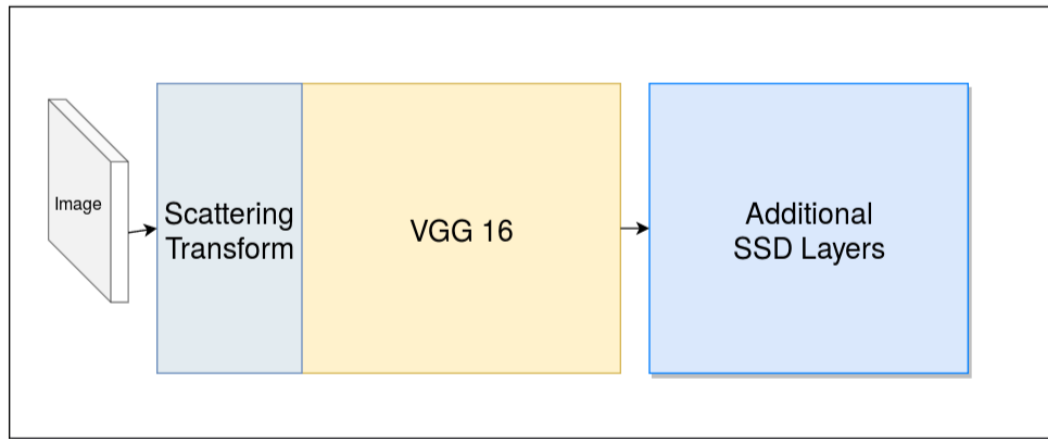 Image
Scattering
Transform
VGG 16
Additional
SSD Layers